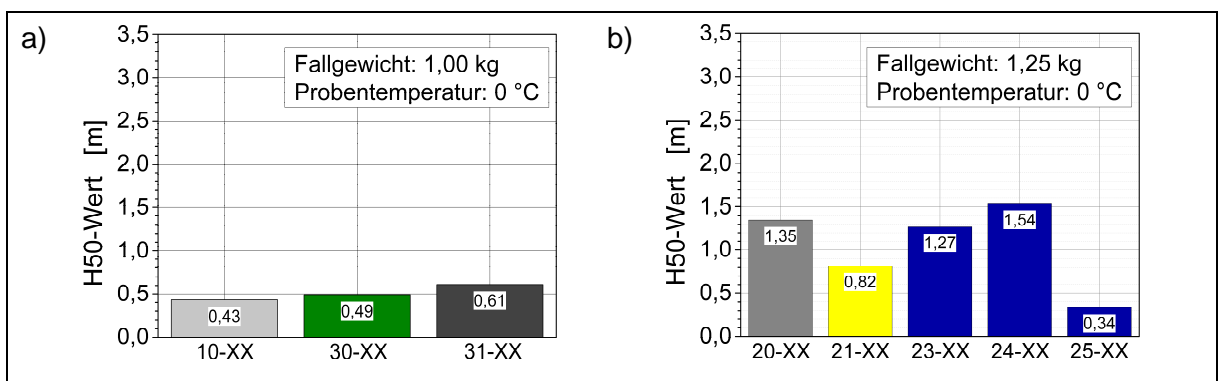 a)
H50-Wert [m]
3,5
3,0
2,5
2,0
1,5
1,0
0,5
0,0
Fallgewicht: 1,00 kg
Probentemperatur: 0 °C
0,43
0,49
0,61
10-XX 30-XX 31-XX
b)
H50-Wert [m]
3,5
3,0
2,5
2,0
1,5
1,0
0,5
0,0
Fallgewicht: 1,25 kg
Probentemperatur: 0 °C
1,35
0,82
1,27
1,54
0,34
20-XX 21-XX 23-XX 24-XX 25-XX